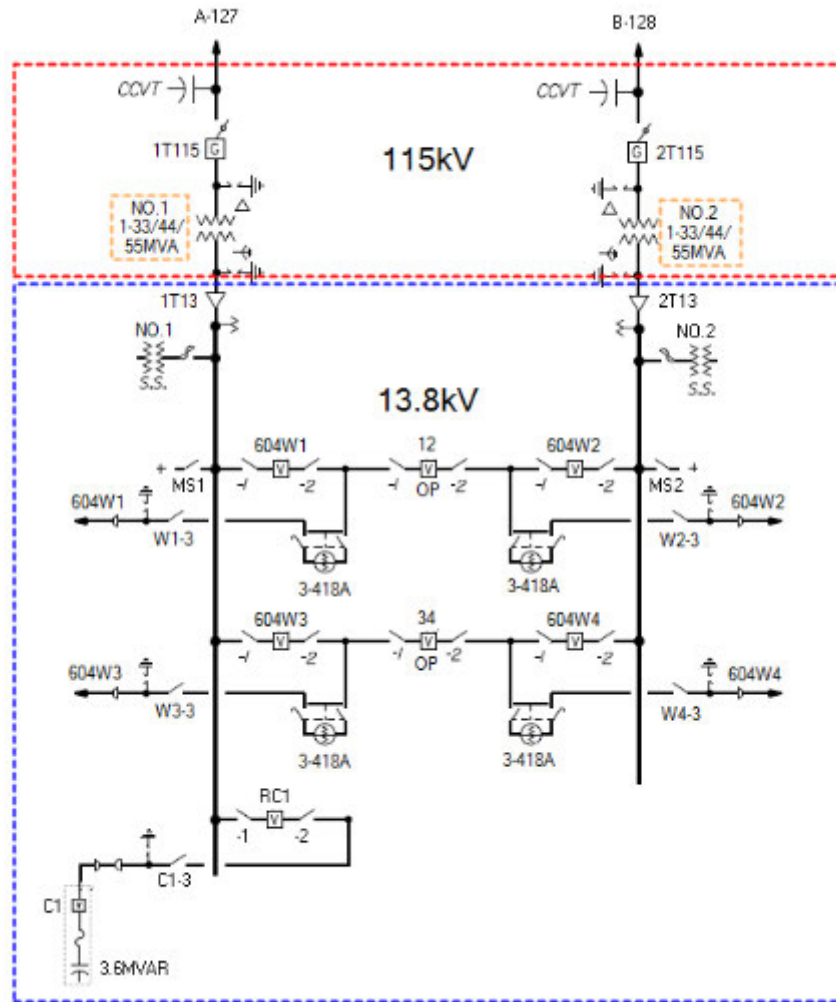 A-127
B-128
CCVT
CCVT
1T115
G
115kV
G
2T115
NO.1
1-33/44/
55MVA
NO.2
1-33/44/
55MVA
1T13
2T13
NO.1
S.S.
NO.2
S.S.
13.8kV
604W1
12
604W2
+
MS1
-1
V
-2
-1
V
OP
-2
-1
V
-2
MS2
+
604W1
W1-3
3-418A
3-418A
W2-3
604W2
604W3
34
604W4
-1
V
-2
-1
V
OP
-2
-1
V
-2
604W3
W3-3
3-418A
3-418A
W4-3
604W4
RC1
-1
V
-2
C1-3
C1
V
3.6MVAR